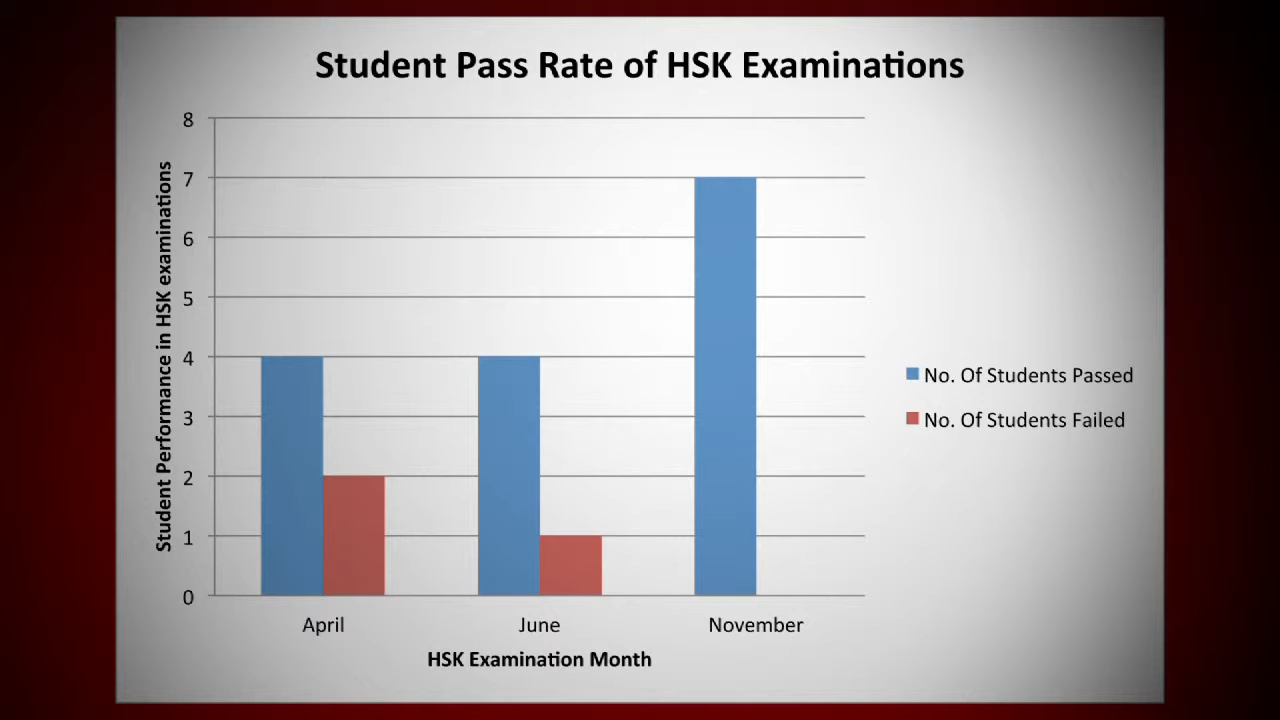 Student Pass Rate of HSK Examinations
8
7
6
5
4
3
2
1
0
Student Performance in HSK examinations
April June November
HSK Examination Month
No. Of Students Passed
No. Of Students Failed